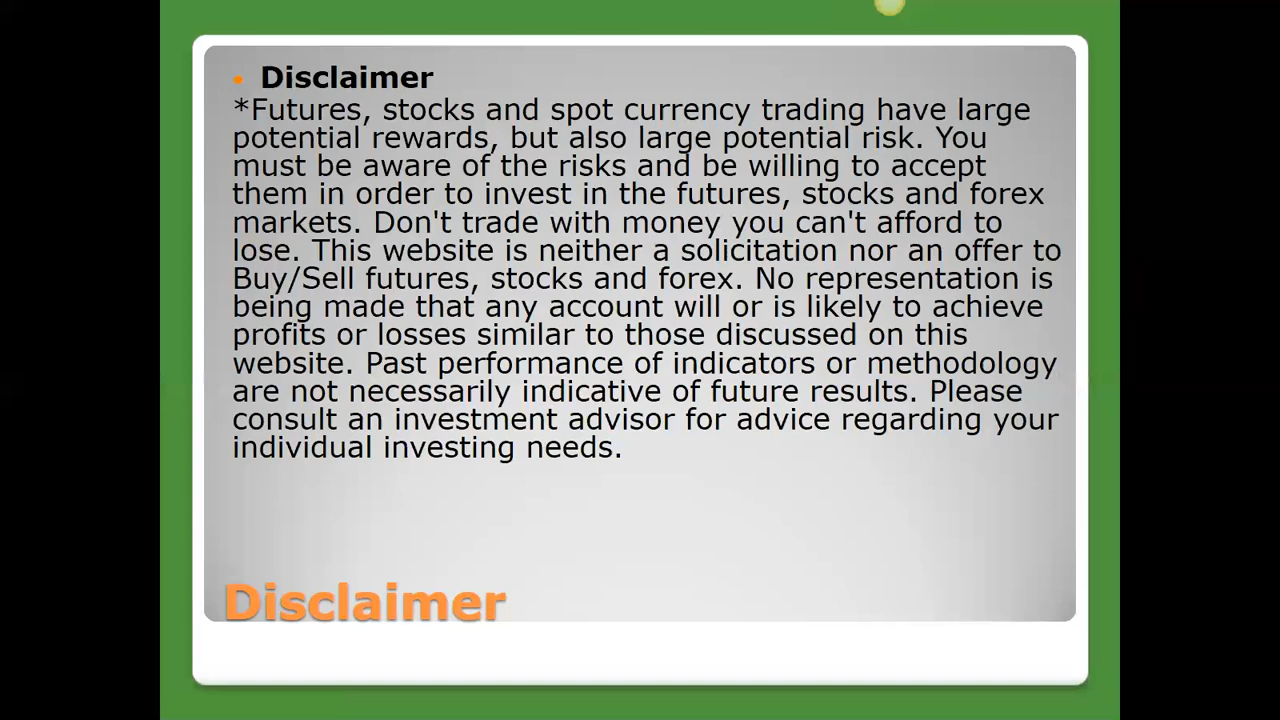 Disclaimer
*Futures, stocks and spot currency trading have large
potential rewards, but also large potential risk. You
must be aware of the risks and be willing to accept
them in order to invest in the futures, stocks and forex
markets. Don't trade with money you can't afford to
lose. This website is neither a solicitation nor an offer to
Buy/Sell futures, stocks and forex. No representation is
being made that any account will or is likely to achieve
profits or losses similar to those discussed on this
website. Past performance of indicators or methodology
are not necessarily indicative of future results. Please
consult an investment advisor for advice regarding your
individual investing needs.
Disclaimer